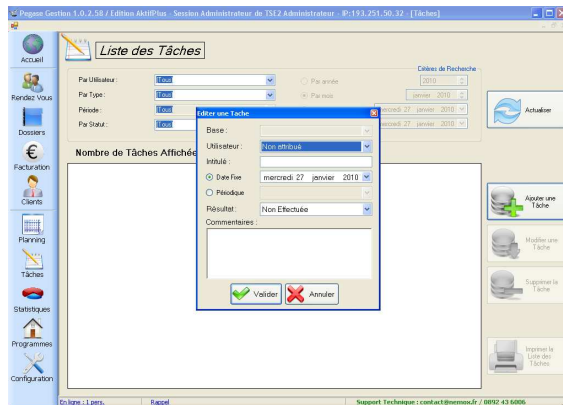 Pegase Gestion 1.0.2.58 / Edition AktifPlus - Session Administrateur de TSE2 Administrateur - IP:193.251.50.32 - [Tâches]
Accueil
Rendez Vous
Dossiers
Facturation
Clients
Planning
Tâches
Statistiques
Programmes
Configuration
Liste des Tâches
Critères de Recherche
Par Utilisateur :
(Tous)
Par année
2010
Par Type :
(Tous)
Par mois
janvier 2010
Période :
(Tous)
mercredi 27 janvier 2010
Par Statut :
(Tous)
mercredi 27 janvier 2010
Actualiser
Nombre de Tâches Affichée
Editer une Tache
Base :
Utilisateur :
Non attribué
Intitulé :
Date Fixe
mercredi 27 janvier 2010
Périodique
Résultat :
Non Effectuée
Commentaires :
Valider
Annuler
Ajouter une
Tâche
Modifier une
Tâche
Supprimer la
Tâche
Imprimer la
Liste des
Tâches
En ligne : 1 pers.
Rappel
Support Technique : contact@nemox.fr / 0892 43 6006